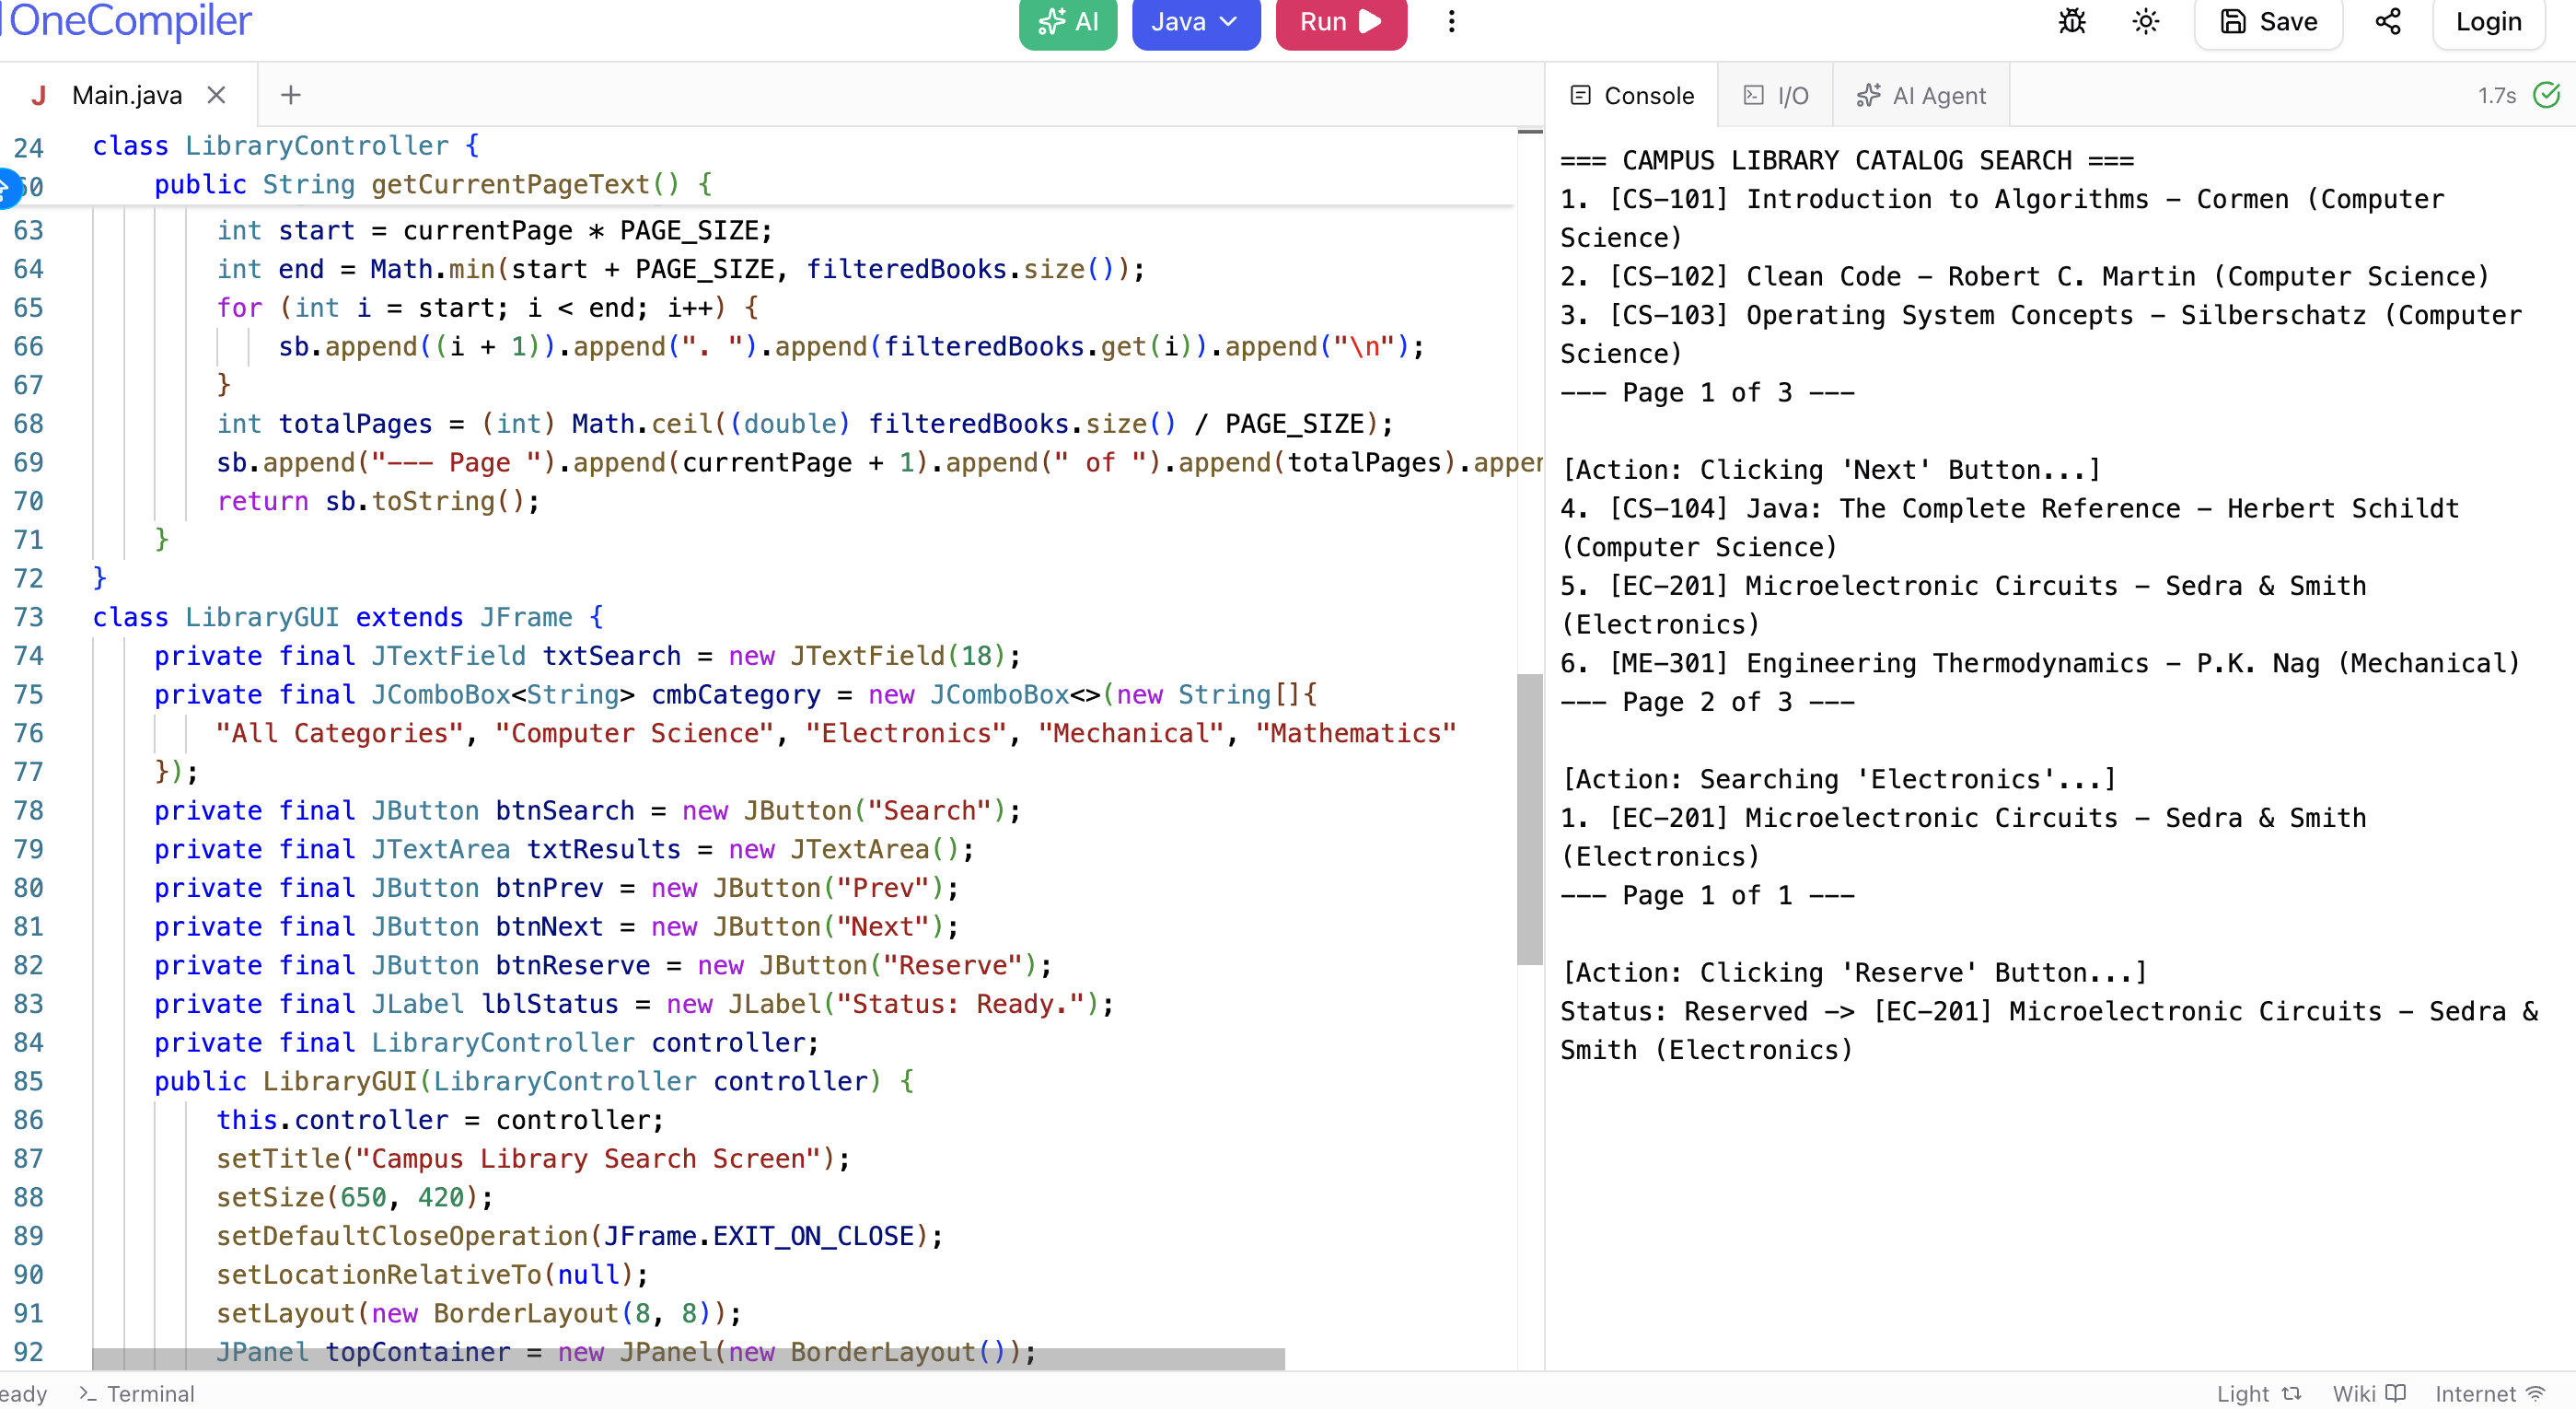 OneCompiler
AI
Java
Run
Save
Login
J Main.java
Console
I/O
AI Agent
1.7s
24 class LibraryController {
60 public String getCurrentPageText() {
63 int start = currentPage * PAGE_SIZE;
64 int end = Math.min(start + PAGE_SIZE, filteredBooks.size());
65 for (int i = start; i < end; i++) {
66 sb.append((i + 1)).append(". ").append(filteredBooks.get(i)).append("\n");
67 }
68 int totalPages = (int) Math.ceil((double) filteredBooks.size() / PAGE_SIZE);
69 sb.append("--- Page ").append(currentPage + 1).append(" of ").append(totalPages).apper
70 return sb.toString();
71 }
72 }
73 class LibraryGUI extends JFrame {
74 private final JTextField txtSearch = new JTextField(18);
75 private final JComboBox<String> cmbCategory = new JComboBox<>(new String[]{
76 "All Categories", "Computer Science", "Electronics", "Mechanical", "Mathematics"
77 });
78 private final JButton btnSearch = new JButton("Search");
79 private final JTextArea txtResults = new JTextArea();
80 private final JButton btnPrev = new JButton("Prev");
81 private final JButton btnNext = new JButton("Next");
82 private final JButton btnReserve = new JButton("Reserve");
83 private final JLabel lblStatus = new JLabel("Status: Ready.");
84 private final LibraryController controller;
85 public LibraryGUI(LibraryController controller) {
86 this.controller = controller;
87 setTitle("Campus Library Search Screen");
88 setSize(650, 420);
89 setDefaultCloseOperation(JFrame.EXIT_ON_CLOSE);
90 setLocationRelativeTo(null);
91 setLayout(new BorderLayout(8, 8));
92 JPanel topContainer = new JPanel(new BorderLayout());
=== CAMPUS LIBRARY CATALOG SEARCH ===
1. [CS-101] Introduction to Algorithms - Cormen (Computer
Science)
2. [CS-102] Clean Code - Robert C. Martin (Computer Science)
3. [CS-103] Operating System Concepts - Silberschatz (Computer
Science)
--- Page 1 of 3 ---
[Action: Clicking 'Next' Button...]
4. [CS-104] Java: The Complete Reference - Herbert Schildt
(Computer Science)
5. [EC-201] Microelectronic Circuits - Sedra & Smith
(Electronics)
6. [ME-301] Engineering Thermodynamics - P.K. Nag (Mechanical)
--- Page 2 of 3 ---
[Action: Searching 'Electronics'...]
1. [EC-201] Microelectronic Circuits - Sedra & Smith
(Electronics)
--- Page 1 of 1 ---
[Action: Clicking 'Reserve' Button...]
Status: Reserved -> [EC-201] Microelectronic Circuits - Sedra &
Smith (Electronics)
eady
Terminal
Light
Wiki
Internet